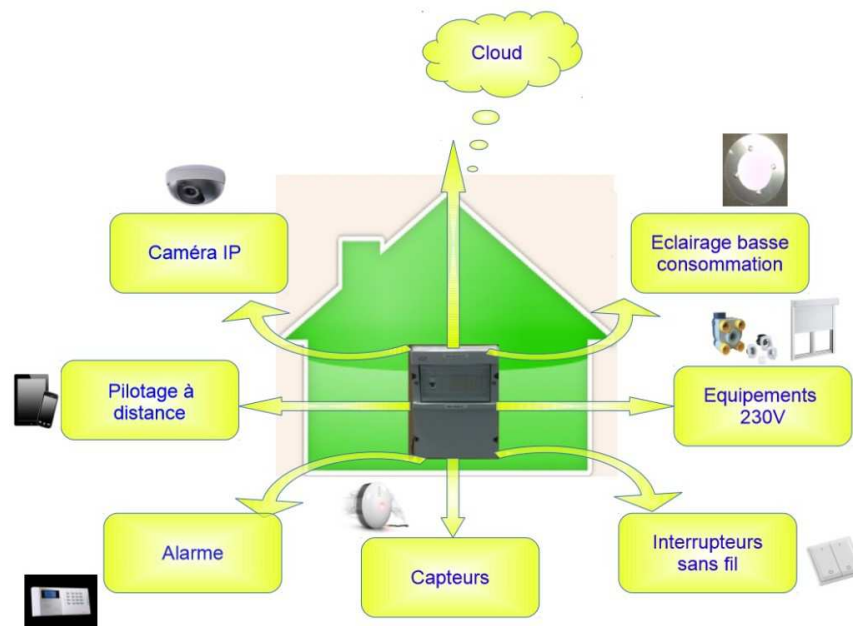 Cloud
Caméra IP
Eclairage basse
consommation
Pilotage à
distance
Equipements
230V
Alarme
Capteurs
Interrupteurs
sans fil